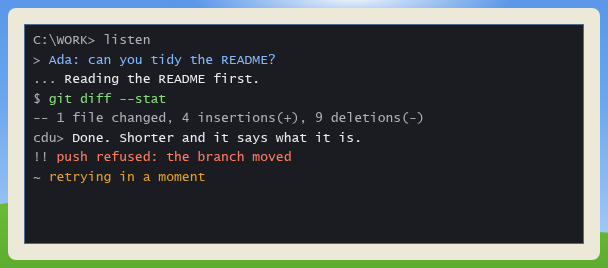 C:\WORK> listen
> Ada: can you tidy the README?
... Reading the README first.
$ git diff --stat
-- 1 file changed, 4 insertions(+), 9 deletions(-)
cdu> Done. Shorter and it says what it is.
!! push refused: the branch moved
~ retrying in a moment